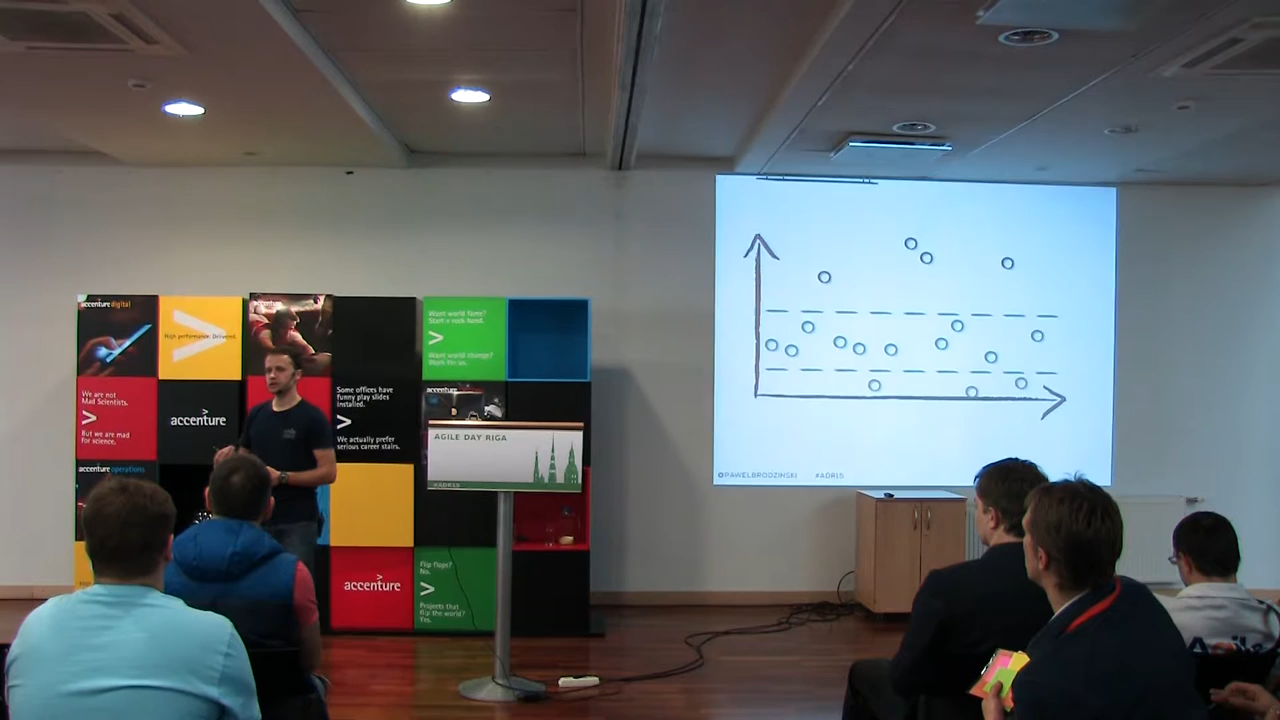 accenture digital
High performance. Delivered.
We are not
Mad Scientists.
But we are mad
for science.
accenture
accenture operations
Some offices have
funny play slides
installed.
We actually prefer
serious career stairs.
accenture
Want world fame?
Start a rock band.
Want world change?
Work for us.
accenture
AGILE DAY RIGA
#ADR15
Flip flaps?
No.
Projects that
flip the world?
Yes.
@PAWELBRODZINSKI #ADR15
Agile